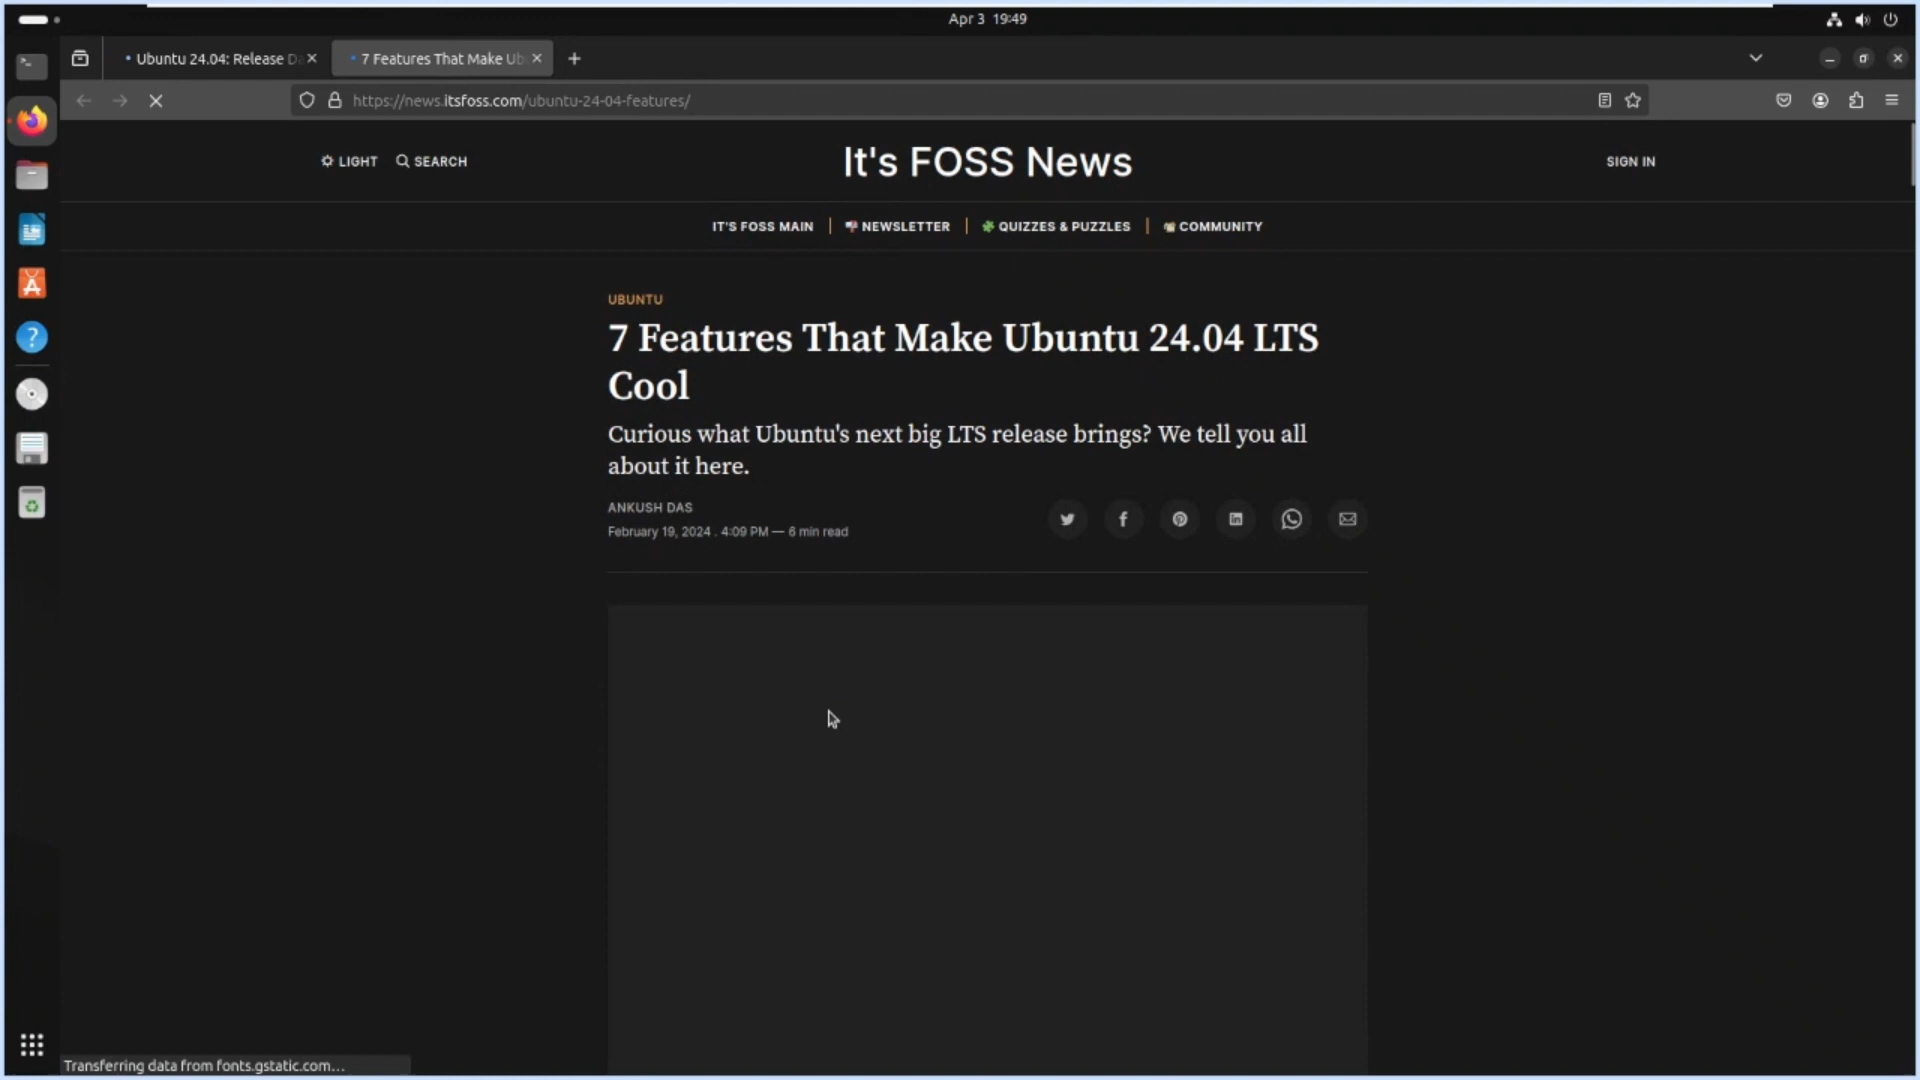 Apr 3 19:49
Ubuntu 24.04: Release D
7 Features That Make Ub
https://news.itsfoss.com/ubuntu-24-04-features/
LIGHT SEARCH
It's FOSS News
SIGN IN
IT'S FOSS MAIN NEWSLETTER QUIZZES & PUZZLES COMMUNITY
UBUNTU
7 Features That Make Ubuntu 24.04 LTS
Cool
Curious what Ubuntu's next big LTS release brings? We tell you all
about it here.
ANKUSH DAS
February 19, 2024 . 4:09 PM — 6 min read
Transferring data from fonts.gstatic.com…